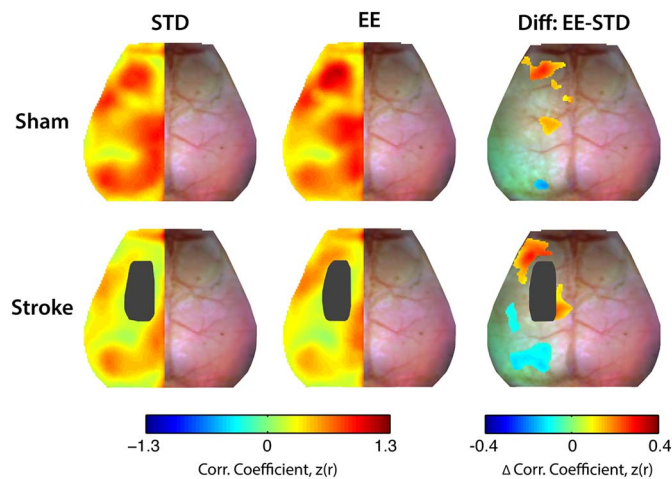 STD EE Diff: EE-STD
Sham
Stroke
−1.3 0 1.3 -0.4 0 0.4
Corr. Coefficient, z(r) Δ Corr. Coefficient, z(r)